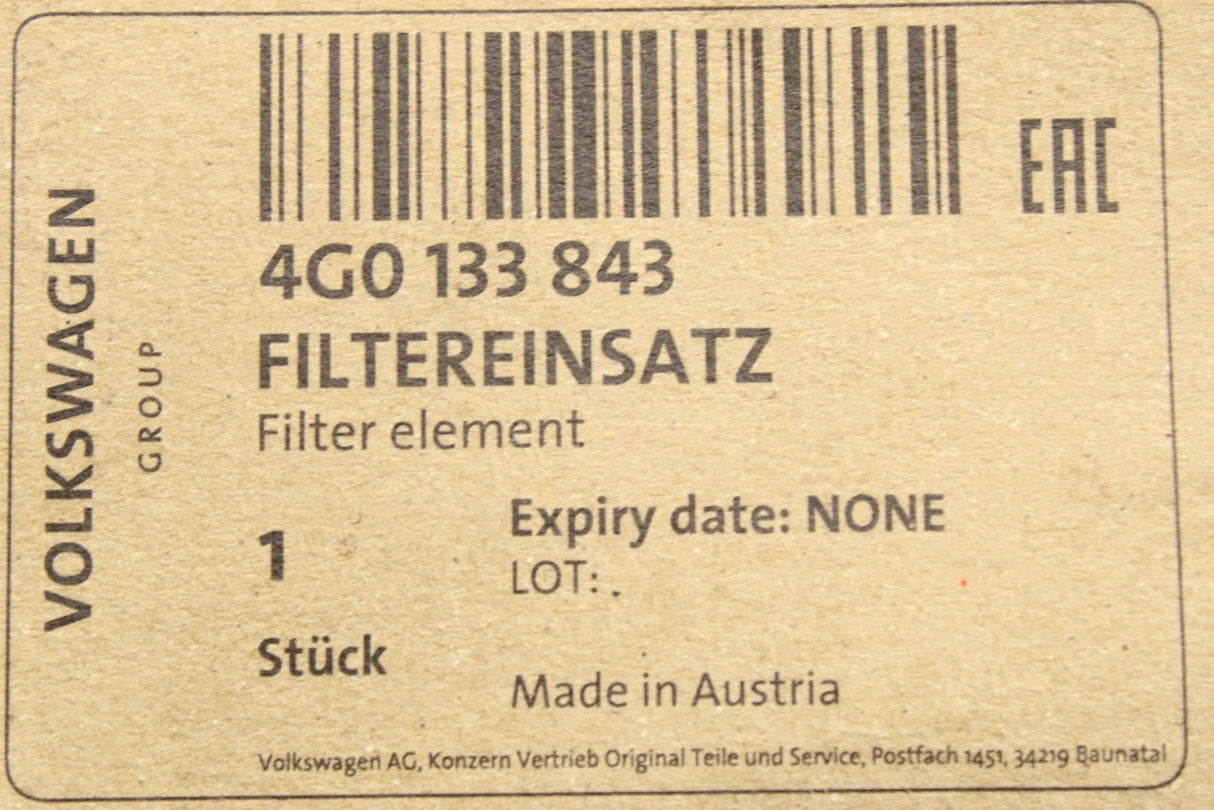 VOLKSWAGEN
GROUP
EAC
4G0 133 843
FILTEREINSATZ
Filter element
1
Stück
Expiry date: NONE
LOT: .
Made in Austria
Volkswagen AG, Konzern Vertrieb Original Teile und Service, Postfach 1451, 34219 Baunatal